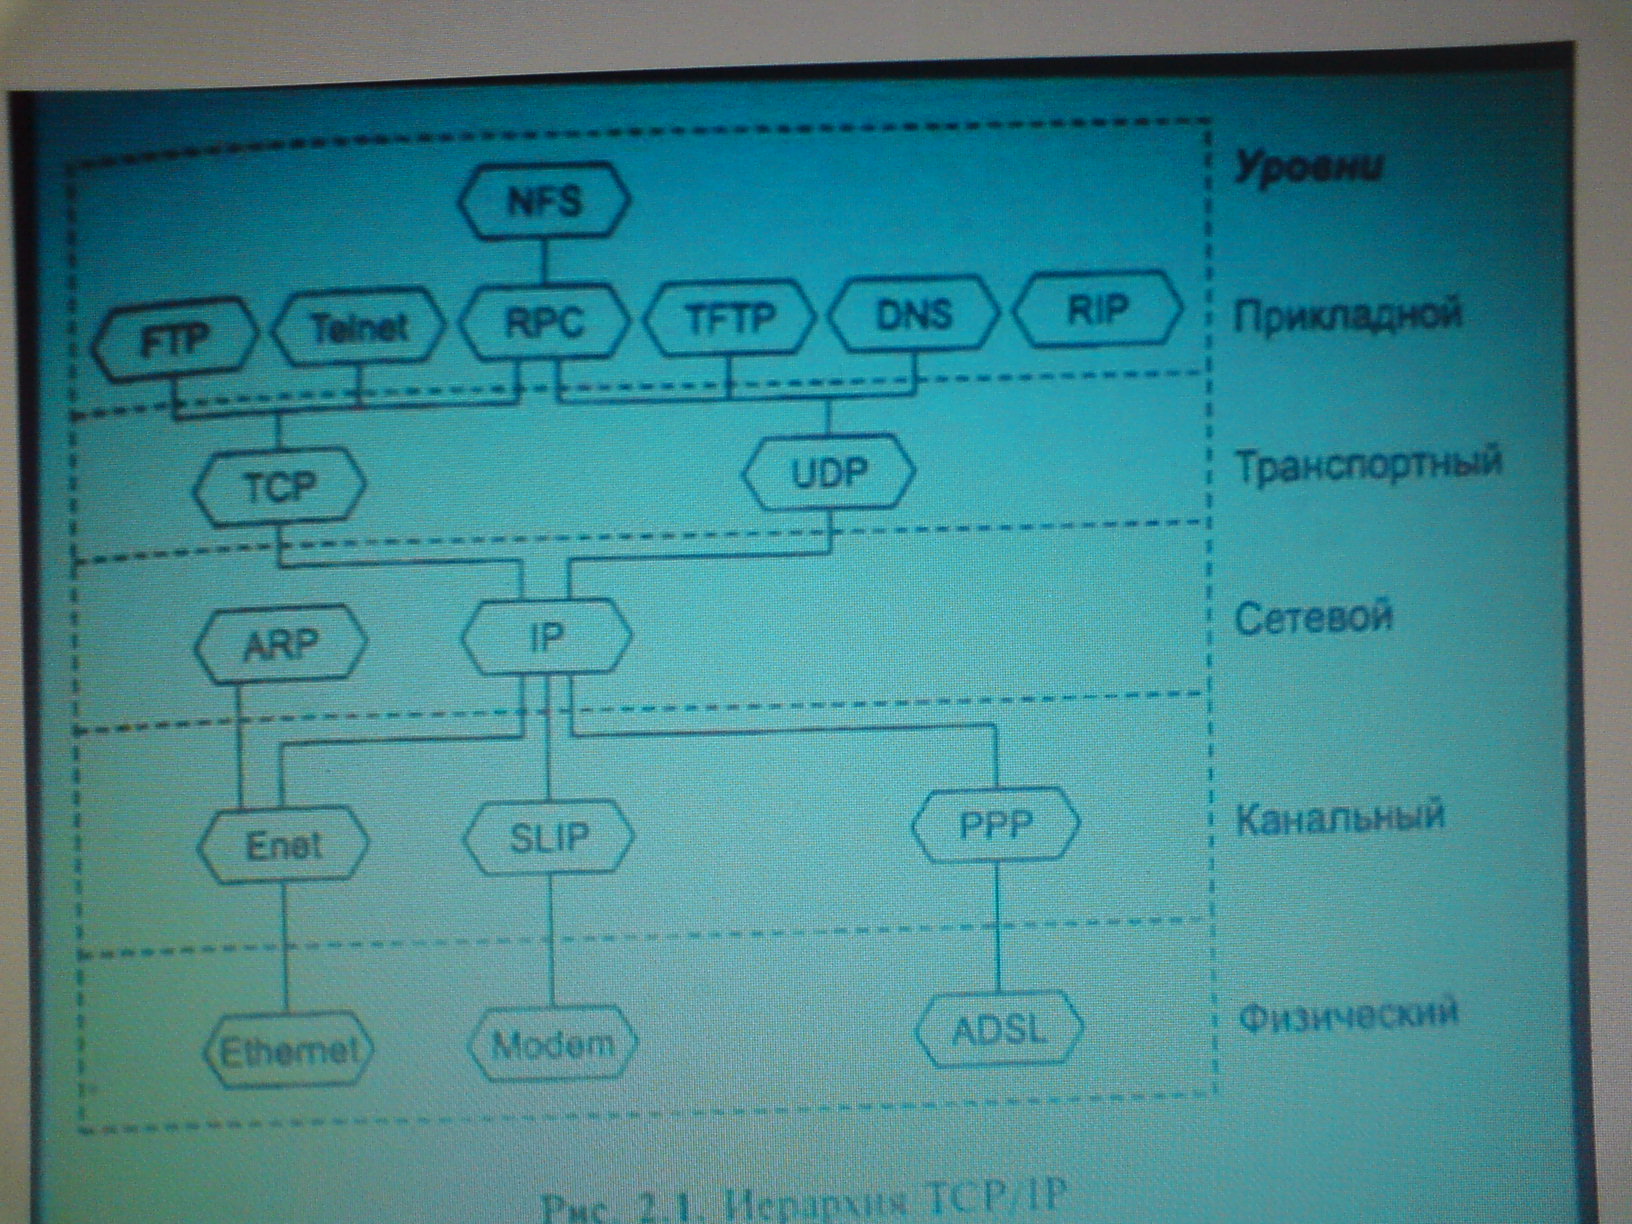 Уровни
NFS
FTP Telnet RPC TFTP DNS RIP Прикладной
TCP UDP Транспортный
ARP IP Сетевой
Enet SLIP PPP Канальный
Ethernet Modem ADSL Физический
Рис. 2.1. Иерархия TCP/IP